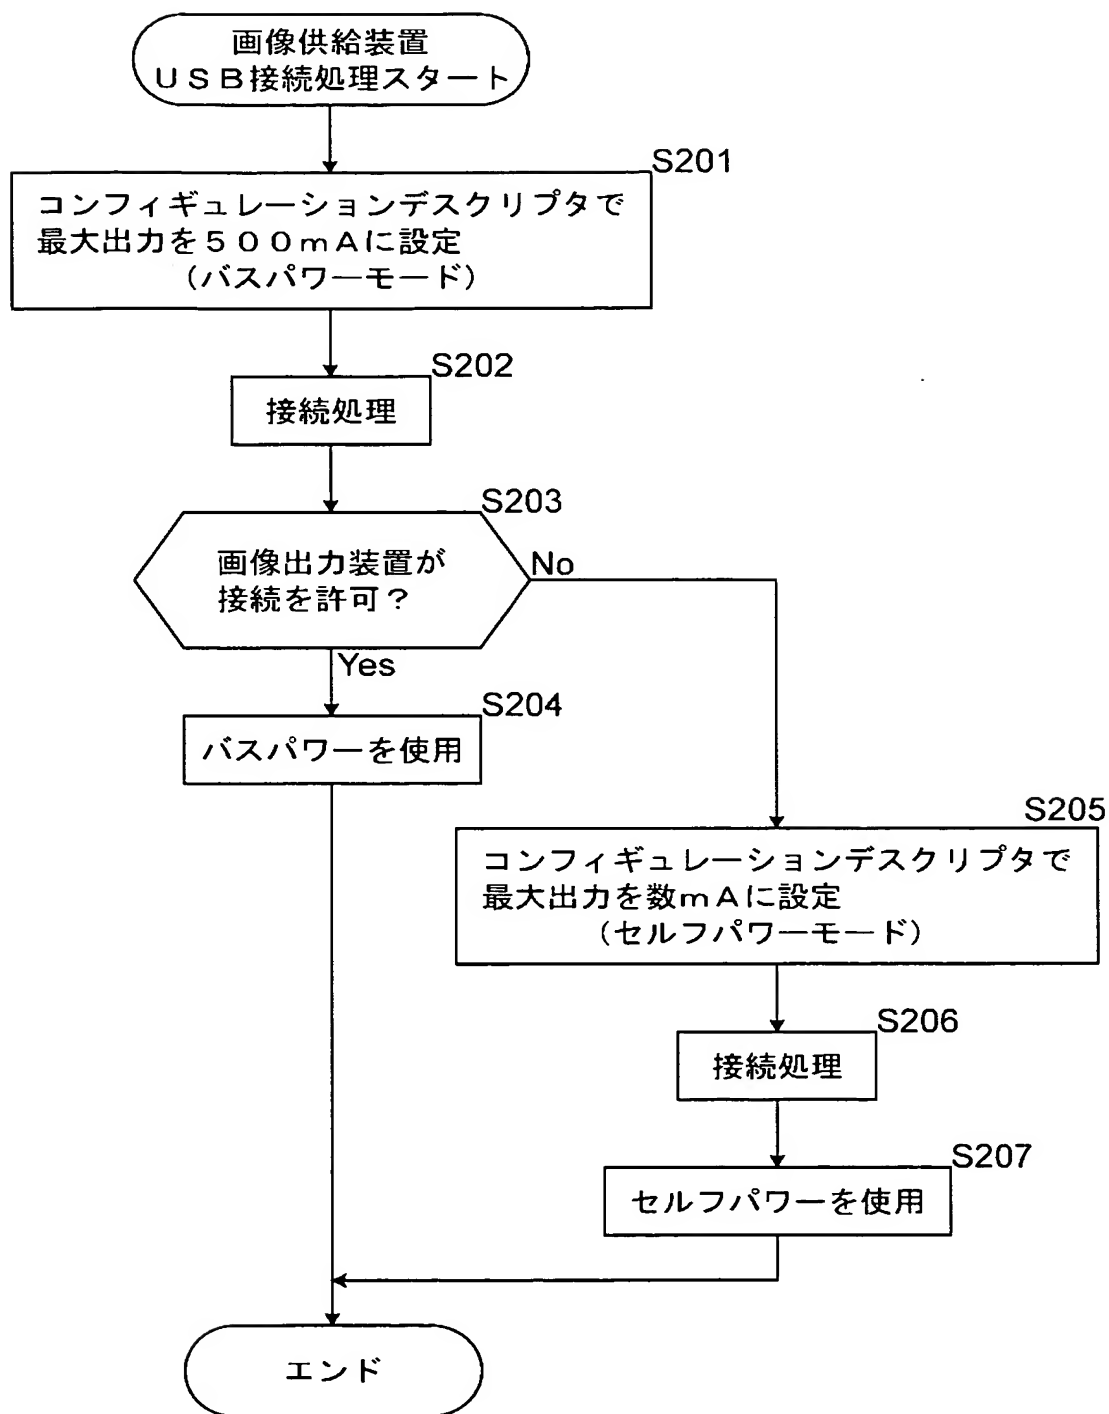 画像供給装置
ＵＳＢ接続処理スタート
S201
コンフィギュレーションデスクリプタで
最大出力を５００ｍＡに設定
（バスパワーモード）
S202
接続処理
S203
画像出力装置が
接続を許可？
No
Yes
S204
バスパワーを使用
S205
コンフィギュレーションデスクリプタで
最大出力を数ｍＡに設定
（セルフパワーモード）
S206
接続処理
S207
セルフパワーを使用
エンド